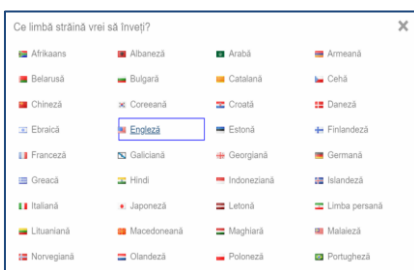 Ce limbă străină vrei să înveți?
Afrikaans Albaneză Arabă Armeană
Belarusă Bulgară Catalană Cehă
Chineză Coreeană Croată Daneză
Ebraică Engleză Estonă Finlandeză
Franceză Galiciană Georgiană Germană
Greacă Hindi Indoneziană Islandeză
Italiană Japoneză Letonă Limba persană
Lituaniană Macedoneană Maghiară Malaieză
Norvegiană Olandeză Poloneză Portugheză